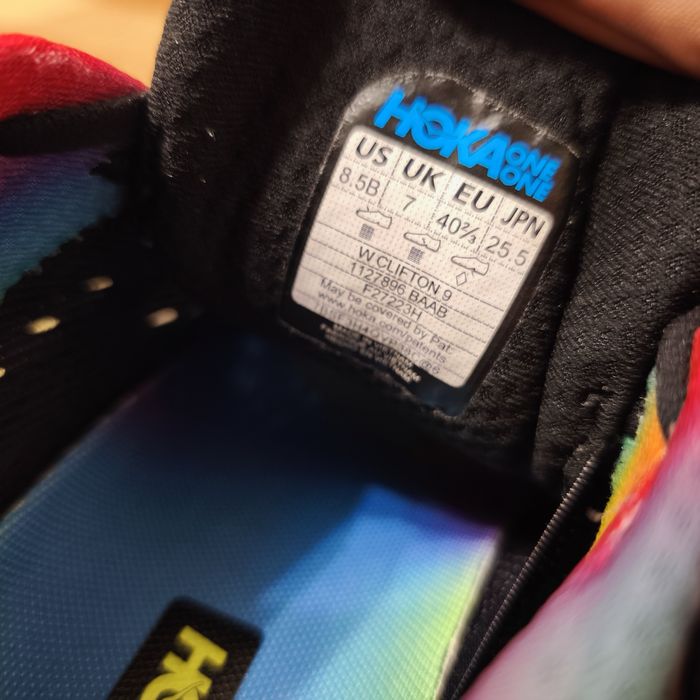 HOKA ONE ONE
US UK EU JPN
8.5B 7 40⅔ 25.5
W CLIFTON 9
1127896 BAAB
F27223H
May be covered by Pat:
www.hoka.com/patents
HO